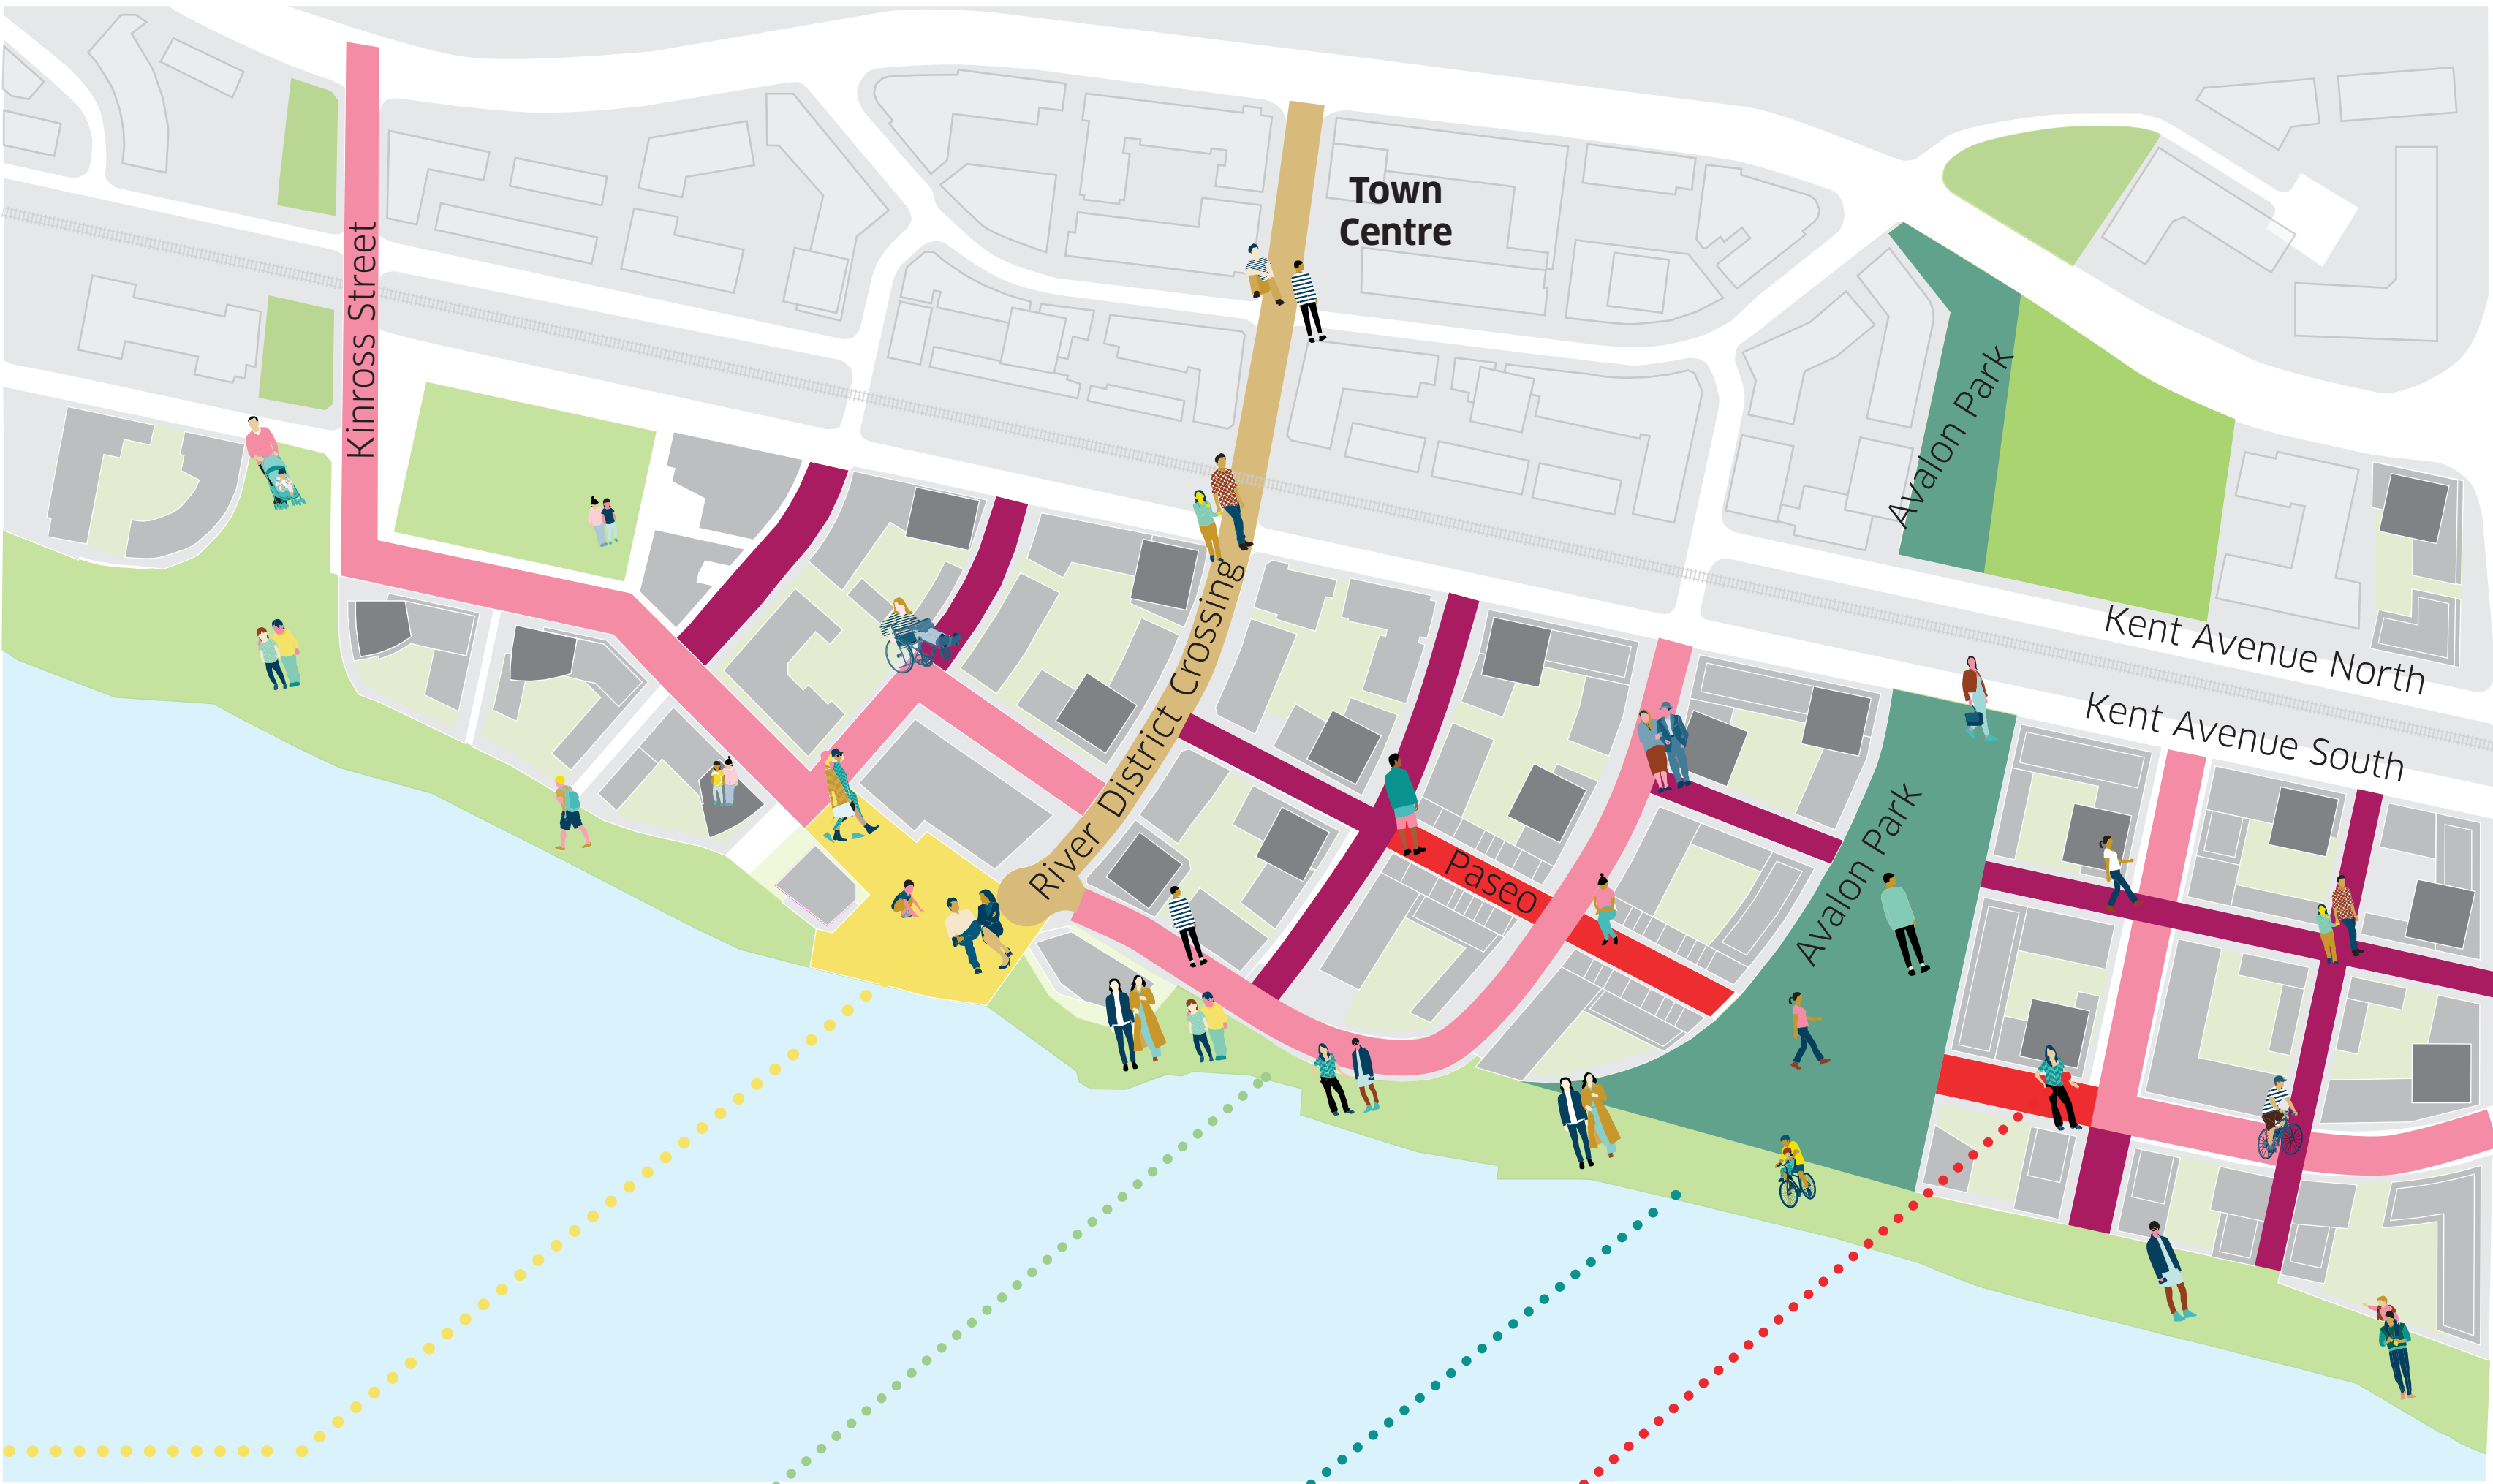 Town
Centre
Kinross Street
Avalon Park
River District Crossing
Kent Avenue North
Kent Avenue South
Paseo
Avalon Park